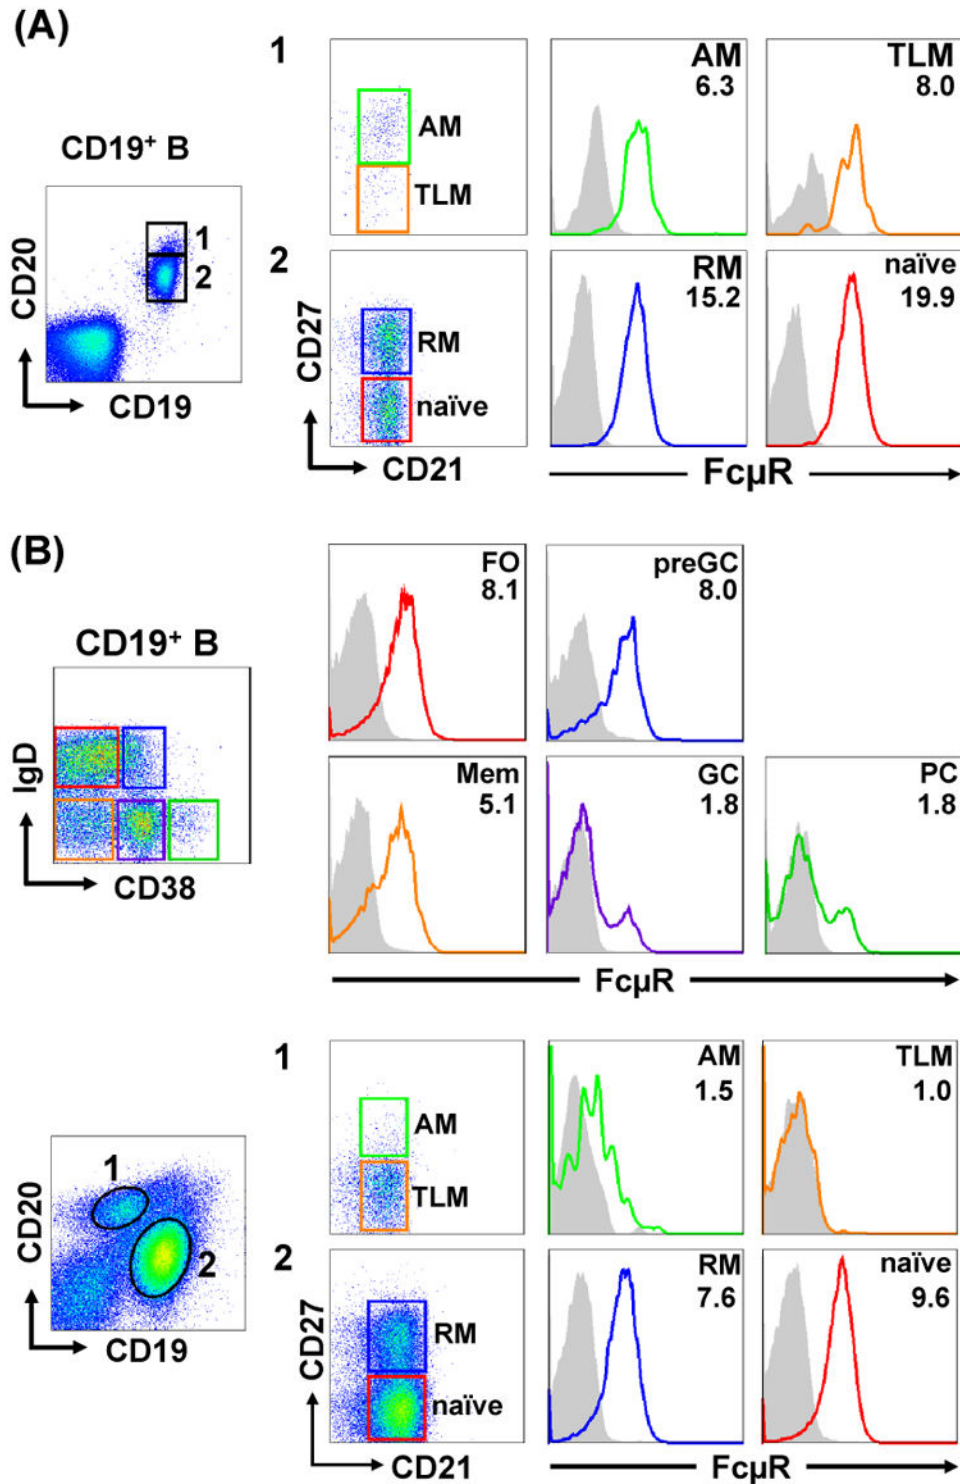 (A)
CD19⁺ B
CD20
1
2
CD19
1
AM
TLM
AM
6.3
TLM
8.0
2
CD27
RM
naïve
CD21
RM
15.2
naïve
19.9
FcµR
(B)
CD19⁺ B
IgD
CD38
FO
8.1
preGC
8.0
Mem
5.1
GC
1.8
PC
1.8
FcµR
CD20
1
2
CD19
1
AM
TLM
AM
1.5
TLM
1.0
2
CD27
RM
naïve
CD21
RM
7.6
naïve
9.6
FcµR